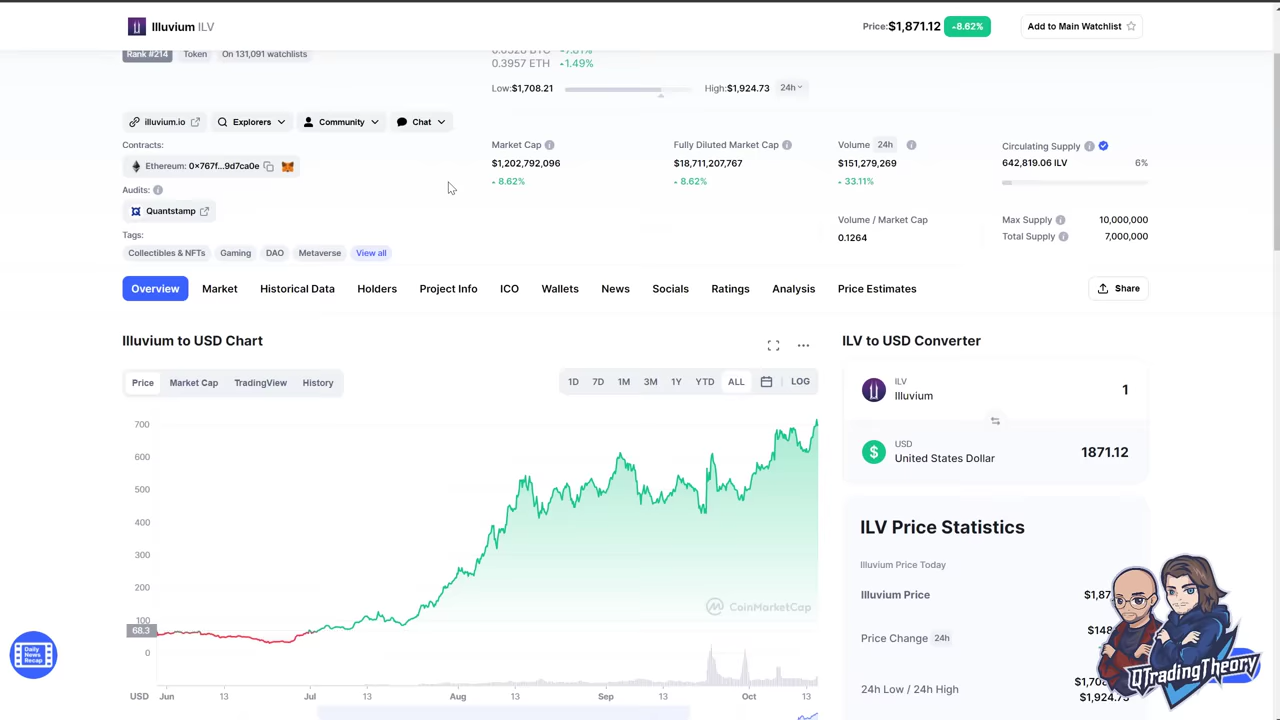 Illuvium ILV
Price:$1,871.12 -8.62% Add to Main Watchlist
Rank #214 Token On 131,091 watchlists
0.3957 ETH 1.49%
Low:$1,708.21 High:$1,924.73 24h
illuvium.io Explorers Community Chat
Contracts:
Ethereum: 0x767f...9d7ca0e
Audits:
Quantstamp
Tags:
Collectibles & NFTs Gaming DAO Metaverse View all
Market Cap
$1,202,792,096
8.62%
Fully Diluted Market Cap
$18,711,207,767
8.62%
Volume 24h
$151,279,269
33.11%
Volume / Market Cap
0.1264
Circulating Supply
642,819.06 ILV 6%
Max Supply 10,000,000
Total Supply 7,000,000
Overview Market Historical Data Holders Project Info ICO Wallets News Socials Ratings Analysis Price Estimates Share
Illuvium to USD Chart
Price Market Cap TradingView History
1D 7D 1M 3M 1Y YTD ALL LOG
700
600
500
400
300
200
100
68.3
0
CoinMarketCap
USD Jun 13 Jul 13 Aug 13 Sep 13 Oct 13
ILV to USD Converter
ILV
Illuvium 1
USD
United States Dollar 1871.12
ILV Price Statistics
Illuvium Price Today
Illuvium Price $1,87
Price Change 24h $148
24h Low / 24h High
$1,924.73
Daily
News
Recap
QTradingTheory